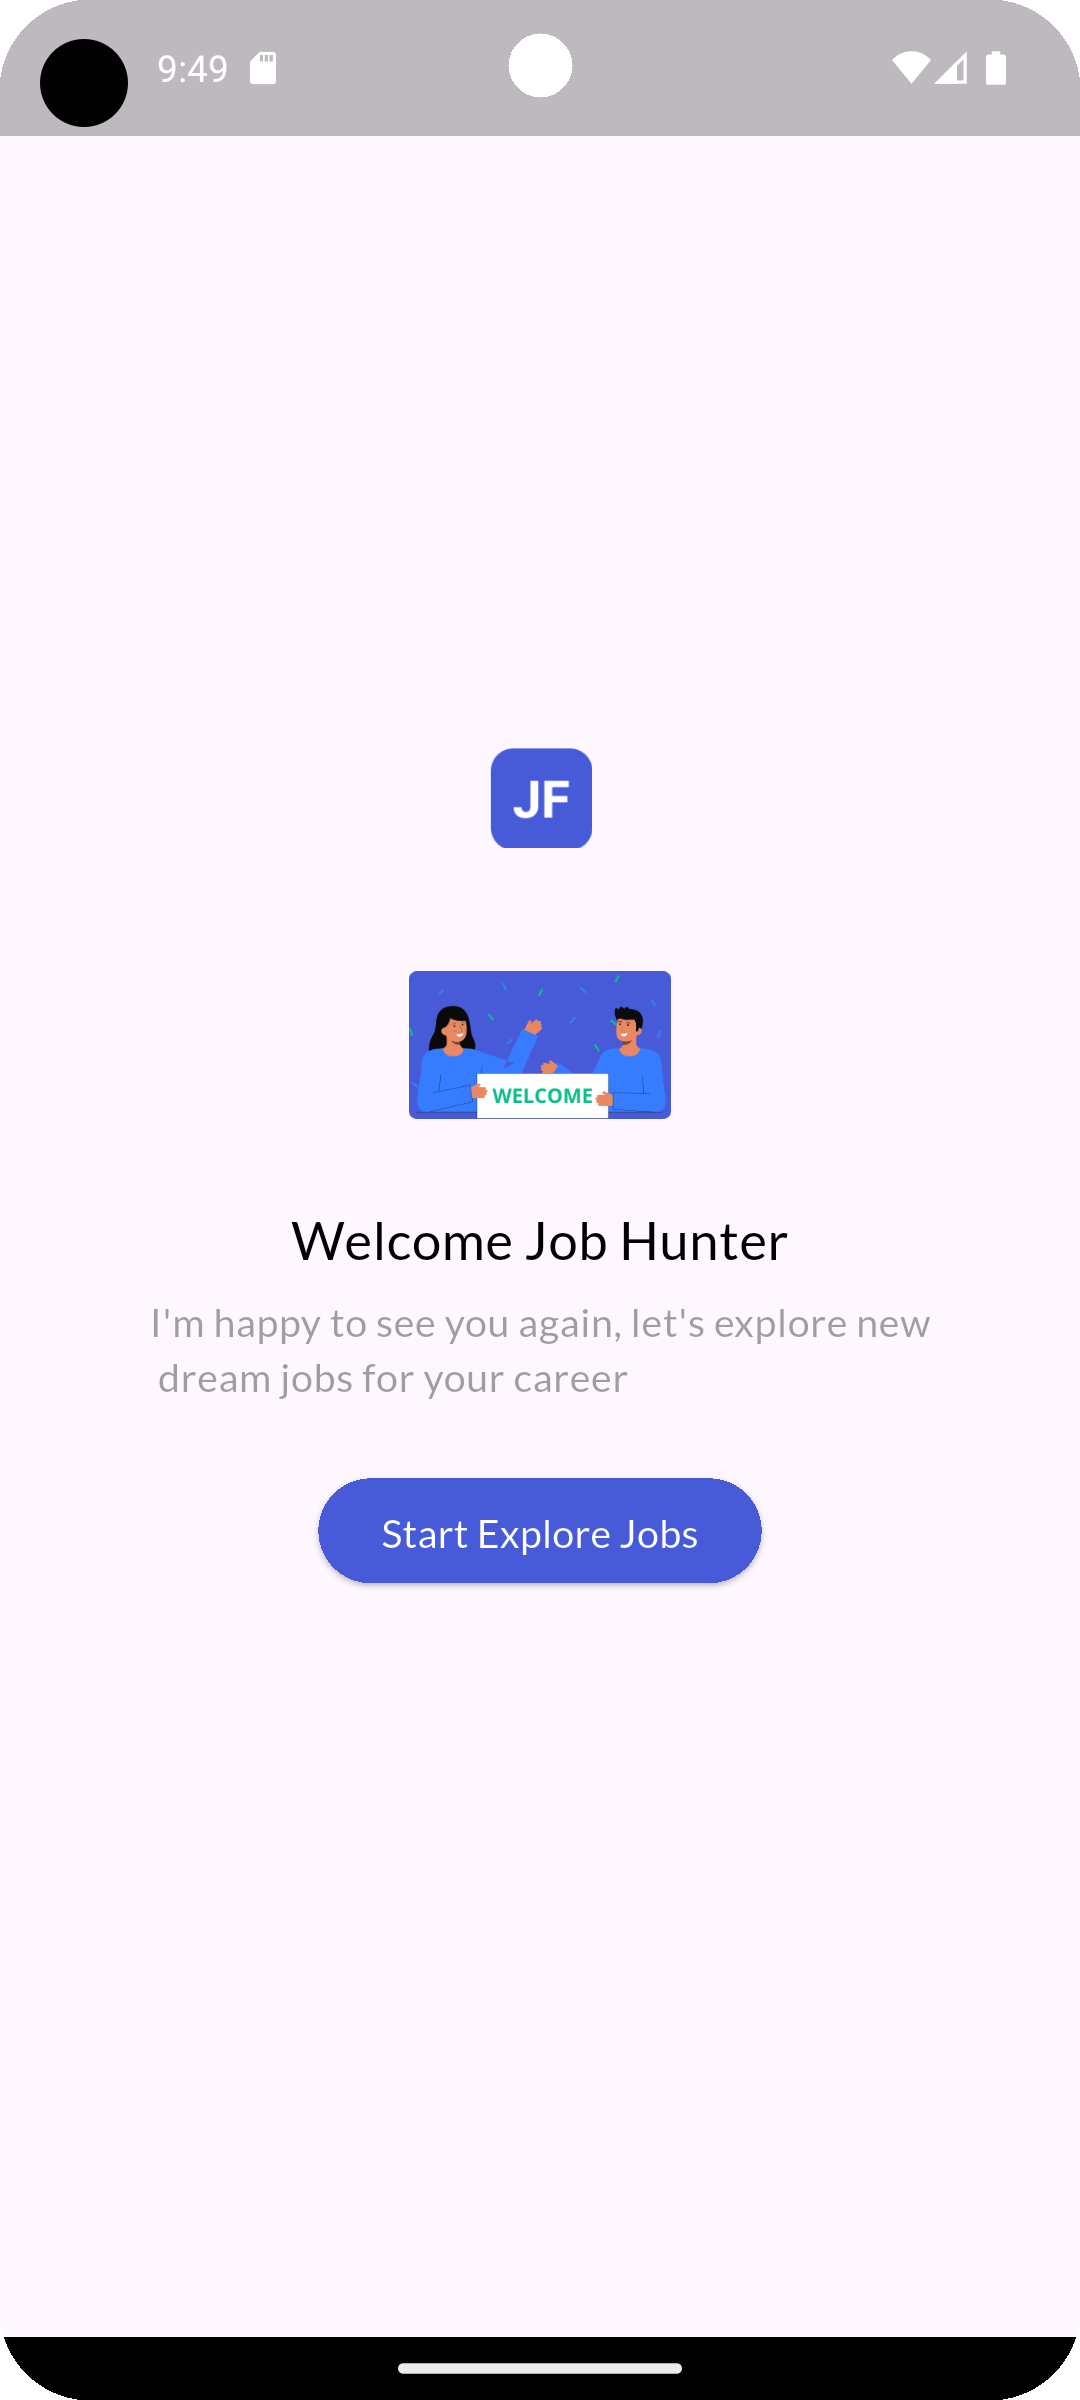 9:49
JF
WELCOME
Welcome Job Hunter
I'm happy to see you again, let's explore new
dream jobs for your career
Start Explore Jobs